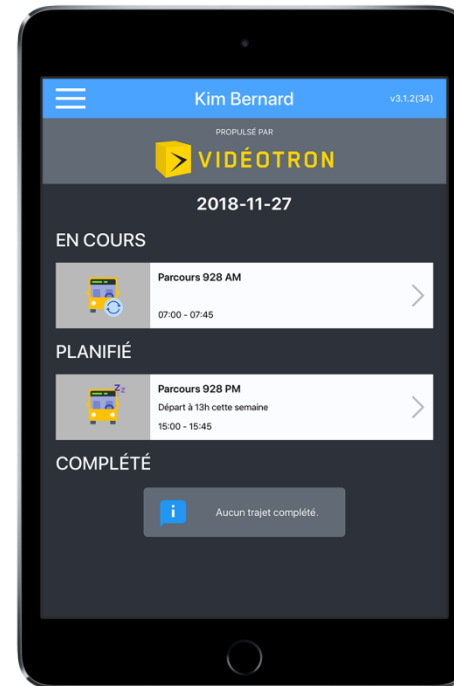 Kim Bernard
v3.1.2(34)
PROPULSÉ PAR
VIDÉOTRON
2018-11-27
EN COURS
Parcours 928 AM
07:00 - 07:45
PLANIFIÉ
Zz
Parcours 928 PM
Départ à 13h cette semaine
15:00 - 15:45
COMPLÉTÉ
i
Aucun trajet complété.